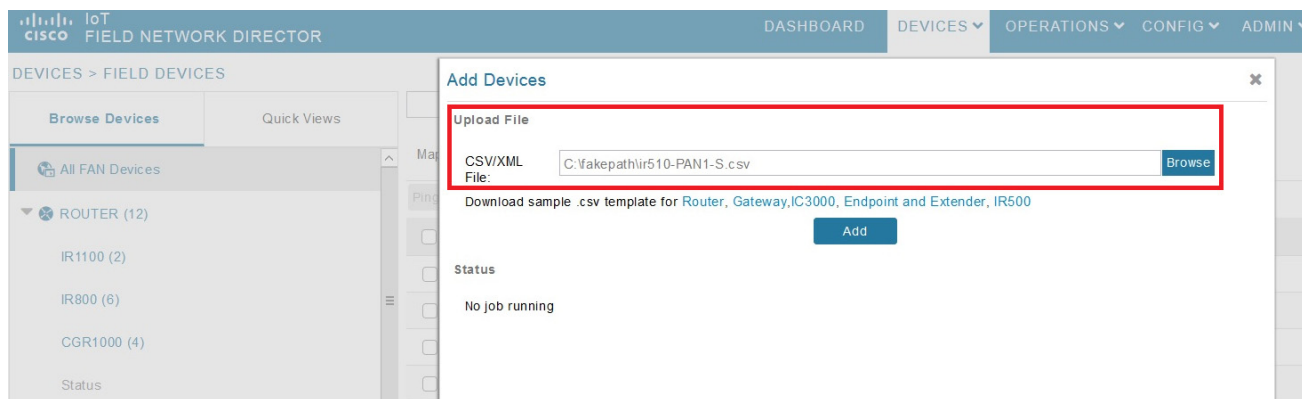 IoT
CISCO FIELD NETWORK DIRECTOR
DASHBOARD DEVICES OPERATIONS CONFIG ADMIN
DEVICES > FIELD DEVICES
Browse Devices Quick Views
All FAN Devices
ROUTER (12)
IR1100 (2)
IR800 (6)
CGR1000 (4)
Status
Map
Ping
Add Devices
Upload File
CSV/XML
File:
C:\fakepath\ir510-PAN1-S.csv
Browse
Download sample .csv template for Router, Gateway,IC3000, Endpoint and Extender, IR500
Add
Status
No job running